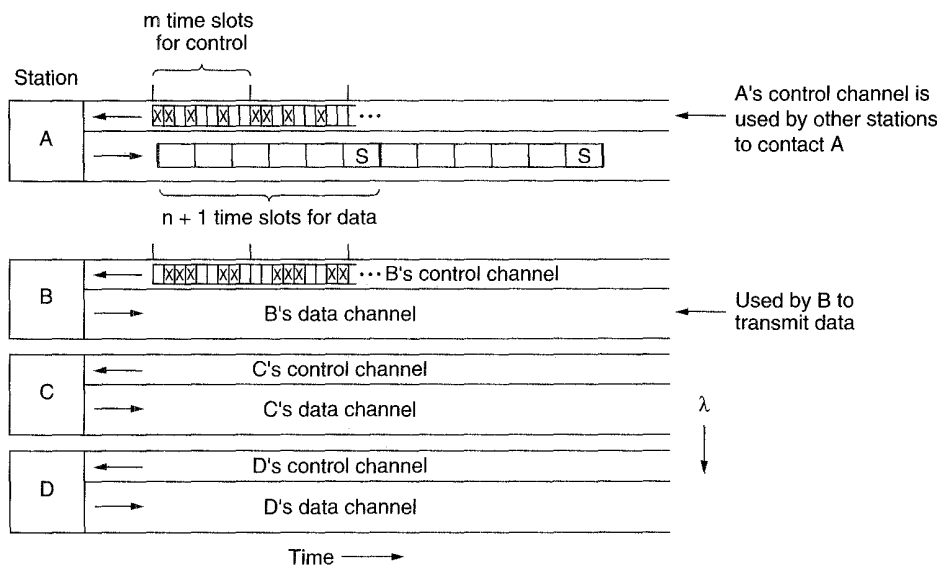 m time slots
for control
Station
A
X X X X X X X X
...
A's control channel is
used by other stations
to contact A
S
S
n + 1 time slots for data
B
X X X X X X X X X X
... B's control channel
B's data channel
Used by B to
transmit data
C
C's control channel
C's data channel
λ
D
D's control channel
D's data channel
Time